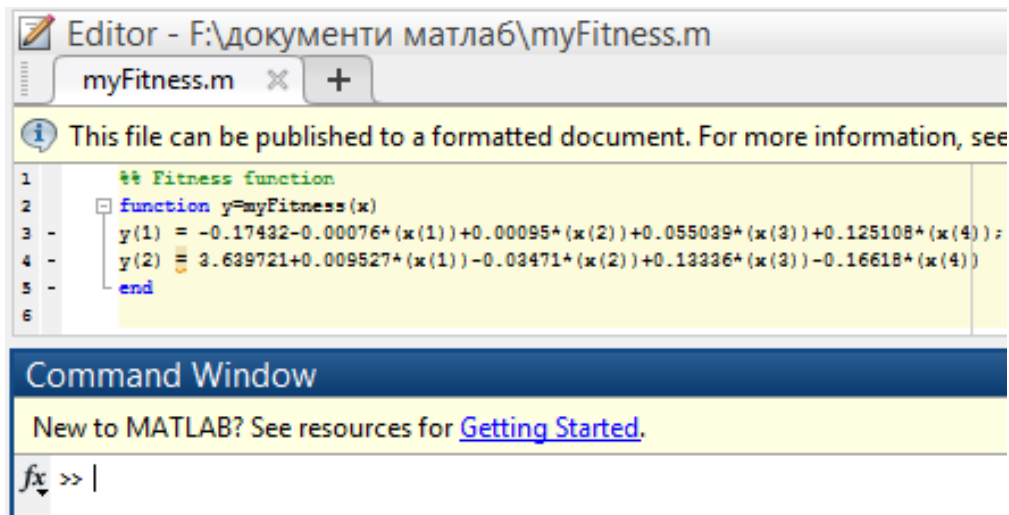 Editor - F:\документи матлаб\myFitness.m
myFitness.m × +
This file can be published to a formatted document. For more information, see
1 %% Fitness function
2 function y=myFitness(x)
3 - y(1) = -0.17432-0.00076*(x(1))+0.00095*(x(2))+0.055039*(x(3))+0.125108*(x(4));
4 - y(2) = 3.639721+0.009527*(x(1))-0.03471*(x(2))+0.13336*(x(3))-0.16618*(x(4))
5 - end
6
Command Window
New to MATLAB? See resources for Getting Started.
fx >>